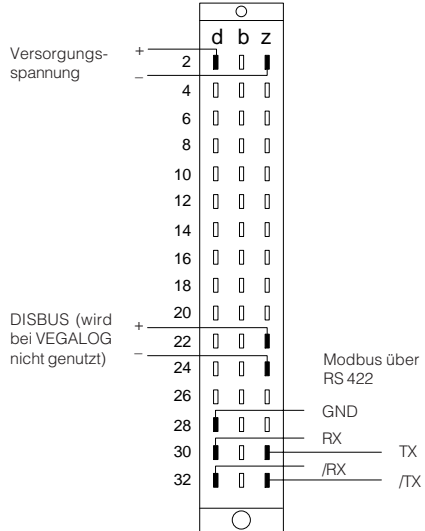 d b z
Versorgungs-
spannung
+
–
2
4
6
8
10
12
14
16
18
20
22
24
26
28
30
32
DISBUS (wird
bei VEGALOG
nicht genutzt)
+
–
Modbus über
RS 422
GND
RX
TX
/RX
/TX